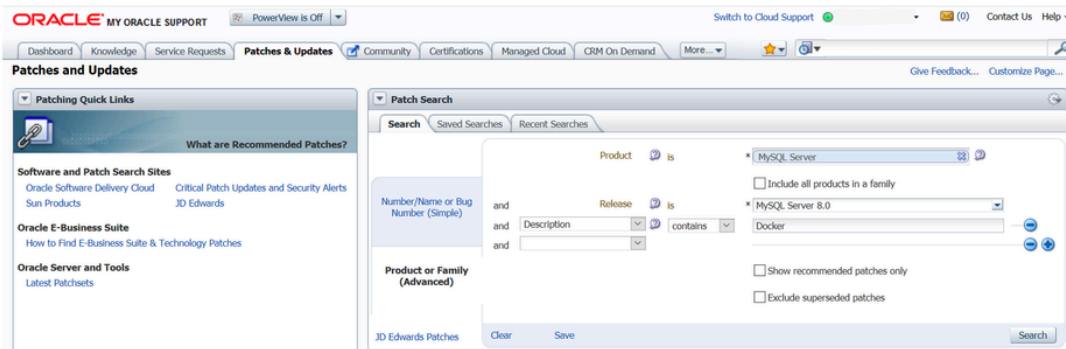 ORACLE MY ORACLE SUPPORT PowerView is Off Switch to Cloud Support (0) Contact Us Help
Dashboard Knowledge Service Requests Patches & Updates Community Certifications Managed Cloud CRM On Demand More...
Patches and Updates Give Feedback... Customize Page...
Patching Quick Links
What are Recommended Patches?
Software and Patch Search Sites
Oracle Software Delivery Cloud Critical Patch Updates and Security Alerts
Sun Products JD Edwards
Oracle E-Business Suite
How to Find E-Business Suite & Technology Patches
Oracle Server and Tools
Latest Patchsets
Patch Search
Search Saved Searches Recent Searches
Number/Name or Bug
Number (Simple)
Product or Family
(Advanced)
JD Edwards Patches
Product is * MySQL Server
Include all products in a family
and Release is * MySQL Server 8.0
and Description contains Docker
and
Show recommended patches only
Exclude superseded patches
Clear Save Search